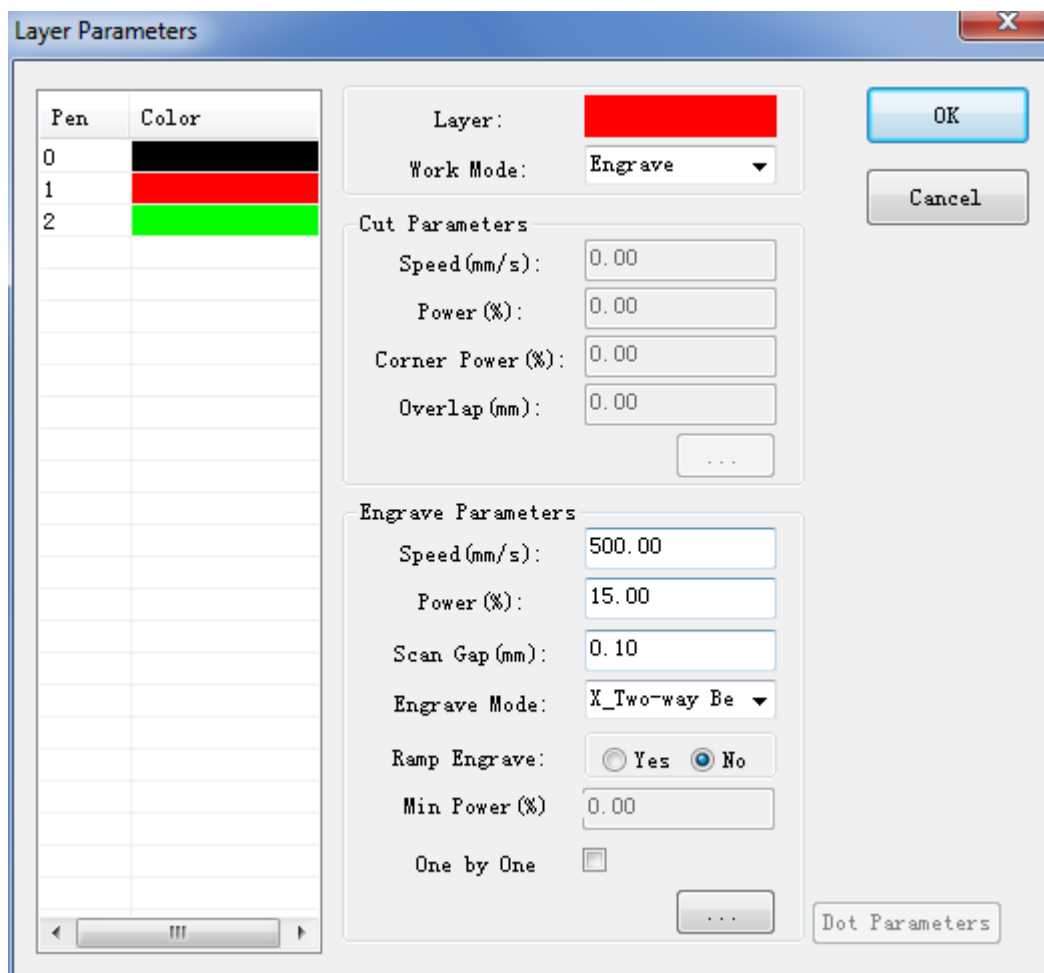 Layer Parameters
X
Pen Color
0
1
2
Layer:
Work Mode: Engrave
OK
Cancel
Cut Parameters
Speed(mm/s): 0.00
Power(%): 0.00
Corner Power(%): 0.00
Overlap(mm): 0.00
...
Engrave Parameters
Speed(mm/s): 500.00
Power(%): 15.00
Scan Gap(mm): 0.10
Engrave Mode: X_Two-way Be
Ramp Engrave: Yes No
Min Power(%) 0.00
One by One
...
Dot Parameters